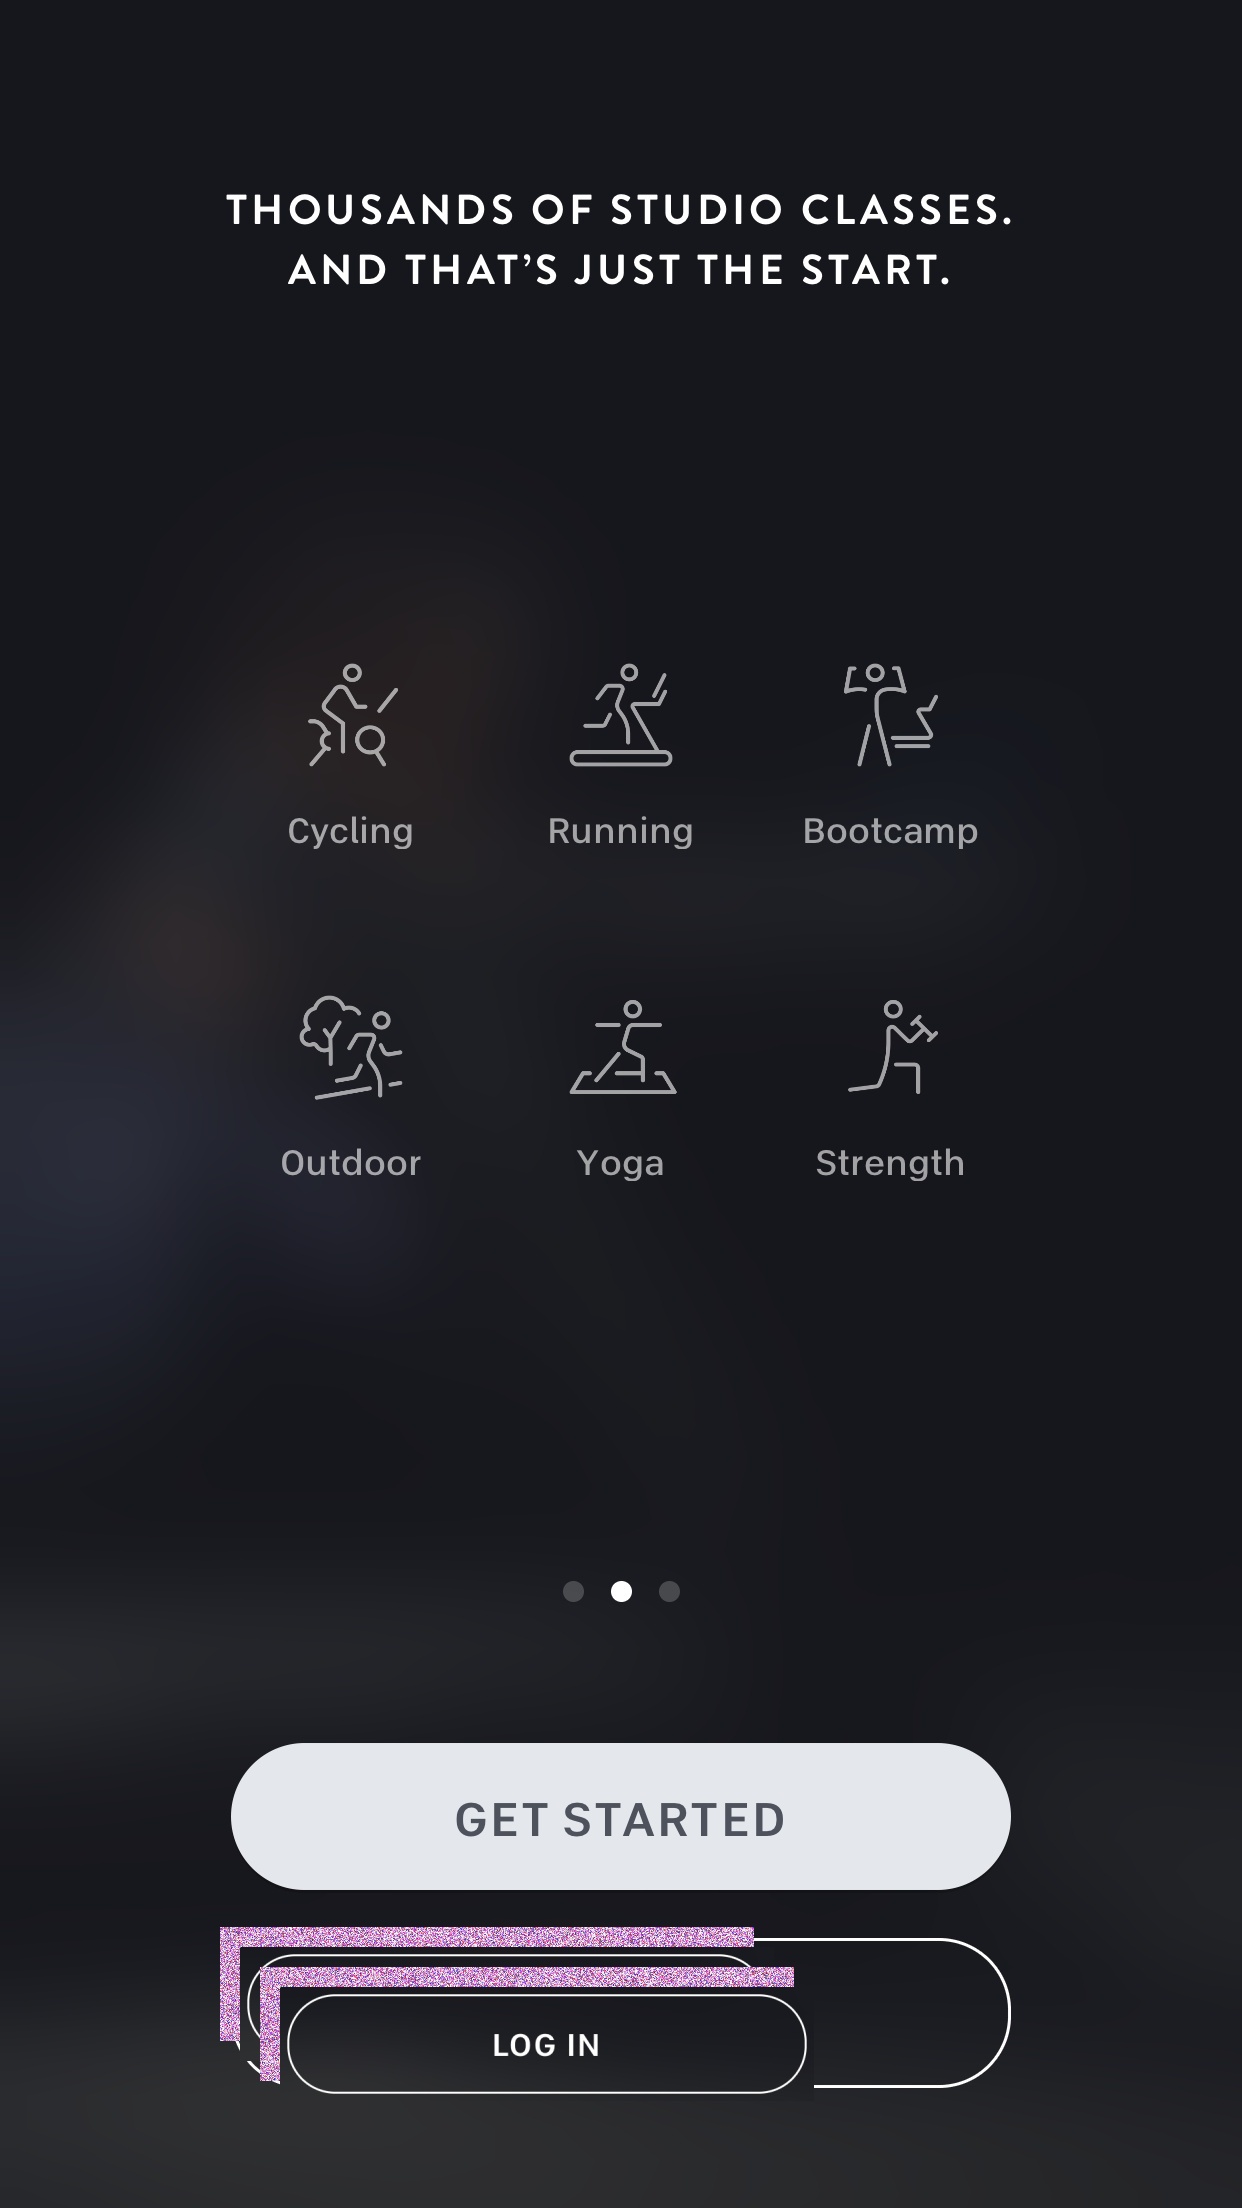 THOUSANDS OF STUDIO CLASSES.
AND THAT’S JUST THE START.
Cycling
Running
Bootcamp
Outdoor
Yoga
Strength
GET STARTED
LOG IN